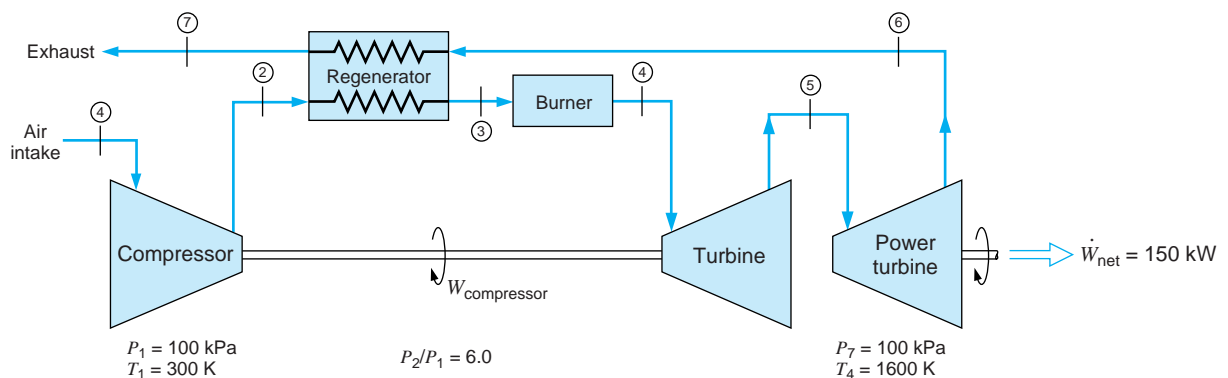 7
6
Exhaust
2
Regenerator
4
Burner
5
4
3
Air
intake
Compressor
Turbine
Power
turbine
Ẇnet = 150 kW
Wcompressor
P1 = 100 kPa
T1 = 300 K
P2/P1 = 6.0
P7 = 100 kPa
T4 = 1600 K